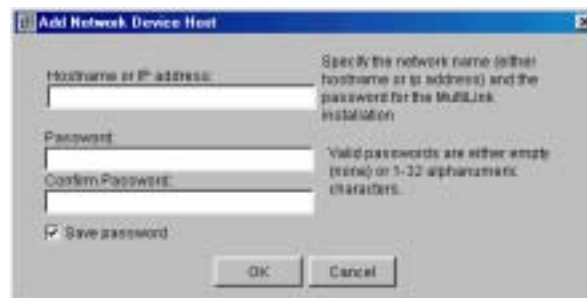 Add Network Device Host
Hostname or IP address:
Specify the network name (either
hostname or ip address) and the
password for the MultiLink
installation
Password:
Valid passwords are either empty
(none) or 1-32 alphanumeric
characters.
Confirm Password:
Save password
OK
Cancel